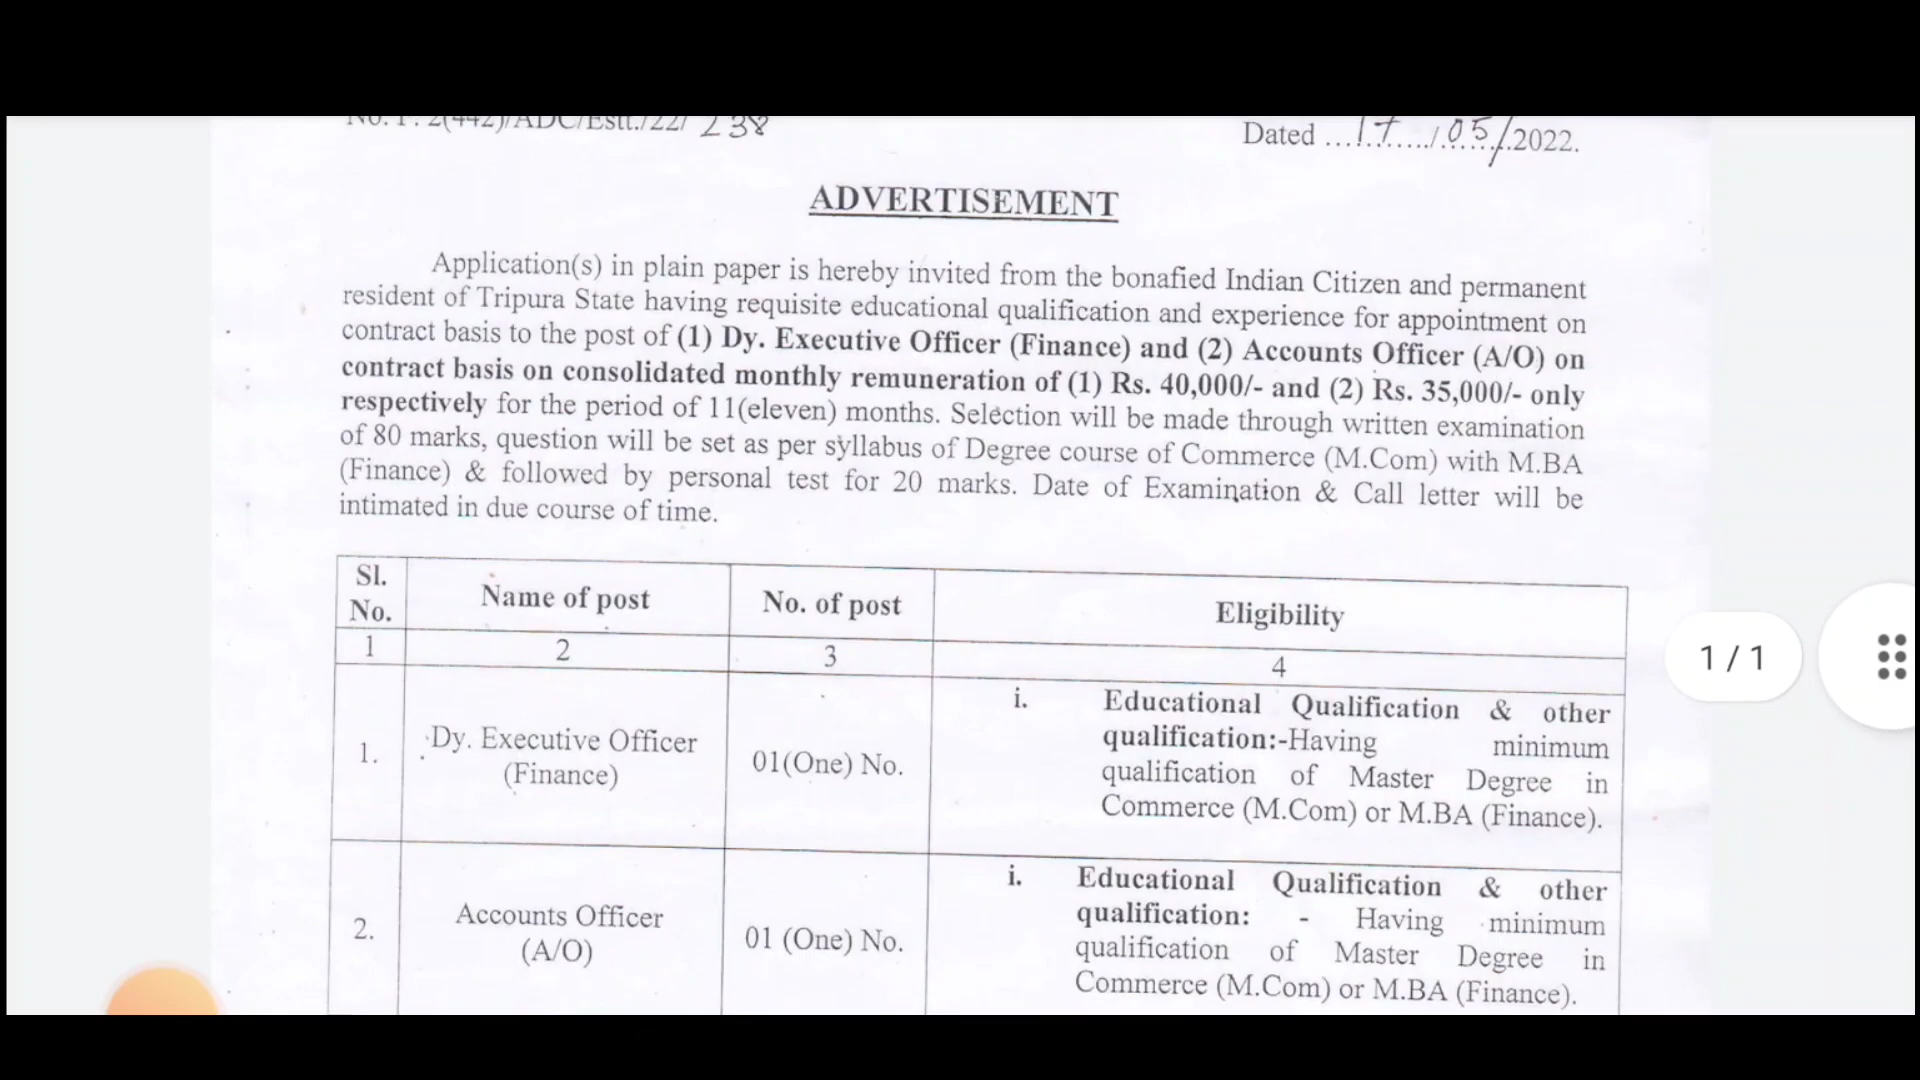 No. F. 2(442)/ADC/Estt./22/ 238
Dated ...17..../.05/..2022.
ADVERTISEMENT
Application(s) in plain paper is hereby invited from the bonafied Indian Citizen and permanent
resident of Tripura State having requisite educational qualification and experience for appointment on
contract basis to the post of (1) Dy. Executive Officer (Finance) and (2) Accounts Officer (A/O) on
contract basis on consolidated monthly remuneration of (1) Rs. 40,000/- and (2) Rs. 35,000/- only
respectively for the period of 11(eleven) months. Selection will be made through written examination
of 80 marks, question will be set as per syllabus of Degree course of Commerce (M.Com) with M.BA
(Finance) & followed by personal test for 20 marks. Date of Examination & Call letter will be
intimated in due course of time.
Sl.
No.
Name of post
No. of post
Eligibility
1
2
3
4
1.
Dy. Executive Officer
(Finance)
01(One) No.
i. Educational Qualification & other
qualification:-Having minimum
qualification of Master Degree in
Commerce (M.Com) or M.BA (Finance).
2.
Accounts Officer
(A/O)
01 (One) No.
i. Educational Qualification & other
qualification: - Having minimum
qualification of Master Degree in
Commerce (M.Com) or M.BA (Finance).
1 / 1